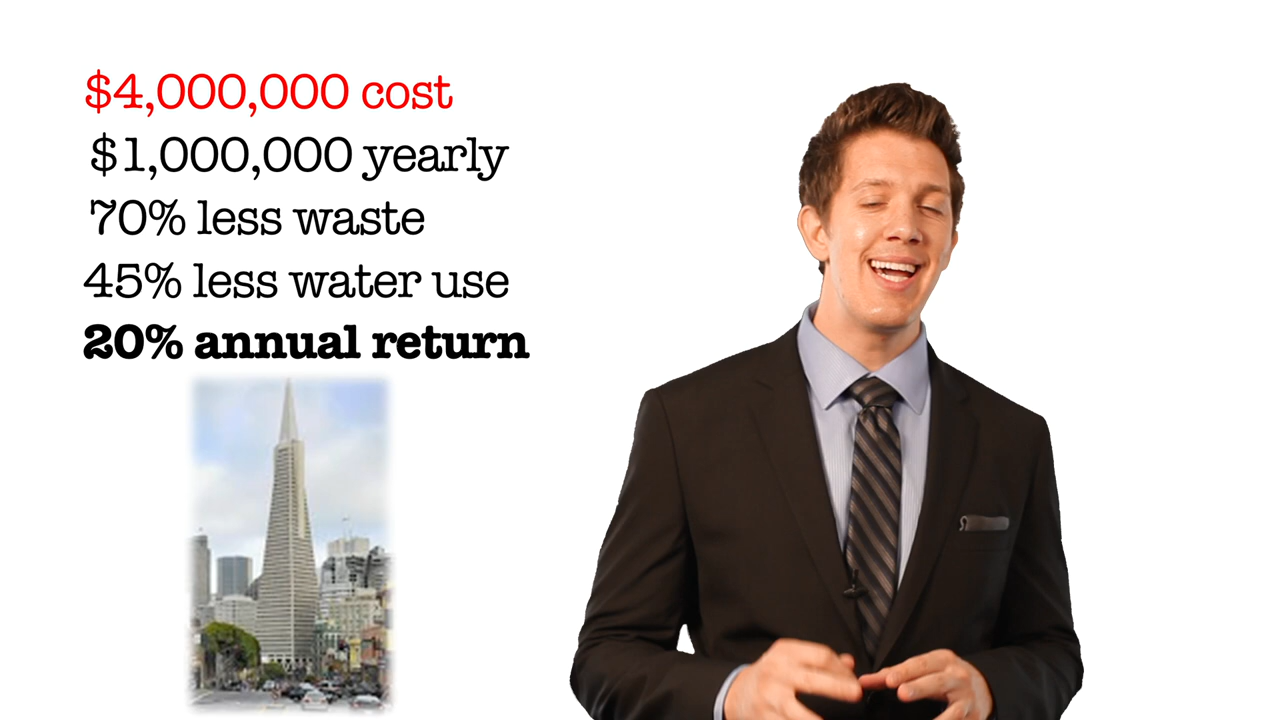 $4,000,000 cost
$1,000,000 yearly
70% less waste
45% less water use
20% annual return